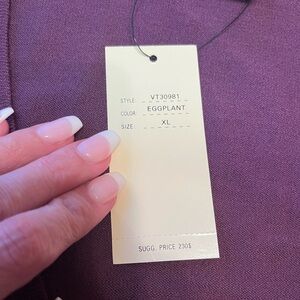 STYLE VT30981
COLOR EGGPLANT
SIZE XL
SUGG. PRICE 230$